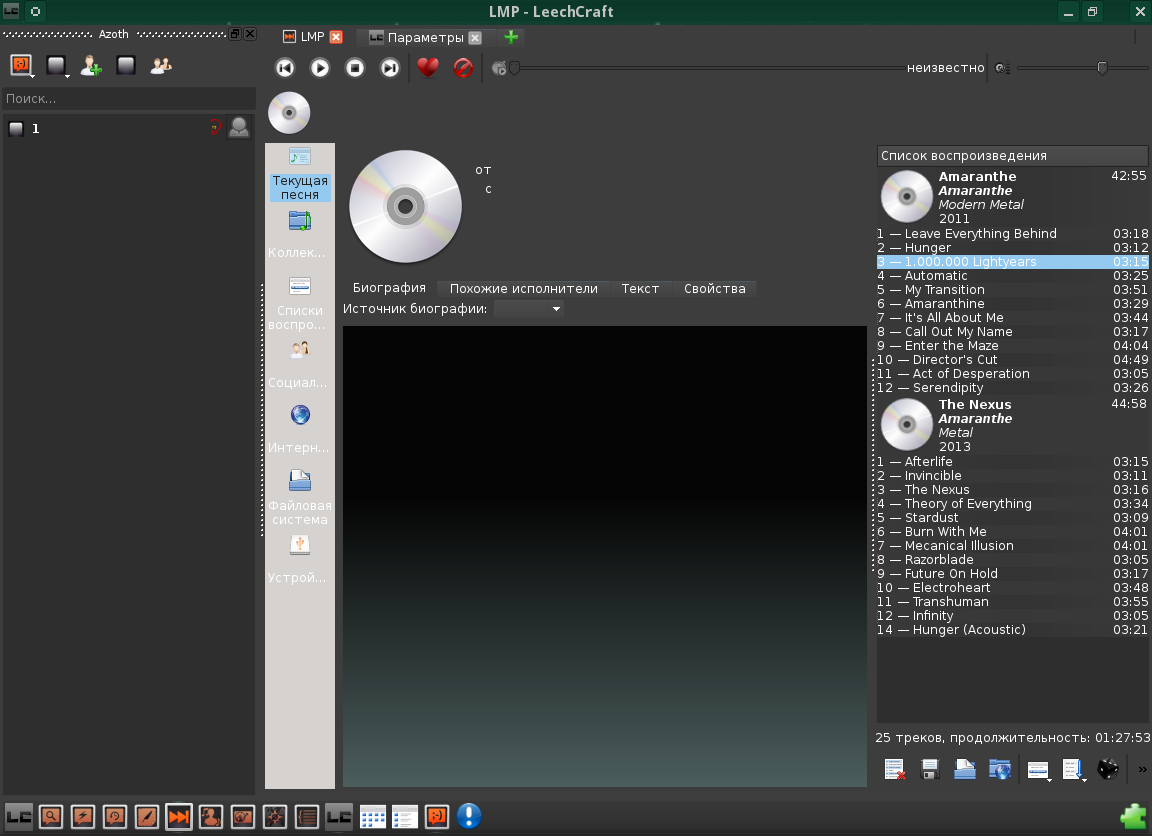 LMP - LeechCraft
Azoth
LMP
Параметры
Поиск...
1
неизвестно
Текущая
песня
Коллек...
Списки
воспро...
Социал...
Интерн...
Файловая
система
Устрой...
от
с
Биография
Похожие исполнители
Текст
Свойства
Источник биографии:
Список воспроизведения
Amaranthe 42:55
Amaranthe
Modern Metal
2011
1 — Leave Everything Behind 03:18
2 — Hunger 03:12
3 — 1.000.000 Lightyears 03:15
4 — Automatic 03:25
5 — My Transition 03:51
6 — Amaranthine 03:29
7 — It's All About Me 03:44
8 — Call Out My Name 03:17
9 — Enter the Maze 04:04
10 — Director's Cut 04:49
11 — Act of Desperation 03:05
12 — Serendipity 03:26
The Nexus 44:58
Amaranthe
Metal
2013
1 — Afterlife 03:15
2 — Invincible 03:11
3 — The Nexus 03:16
4 — Theory of Everything 03:34
5 — Stardust 03:09
6 — Burn With Me 04:01
7 — Mecanical Illusion 04:01
8 — Razorblade 03:05
9 — Future On Hold 03:17
10 — Electroheart 03:48
11 — Transhuman 03:55
12 — Infinity 03:05
14 — Hunger (Acoustic) 03:21
25 треков, продолжительность: 01:27:53